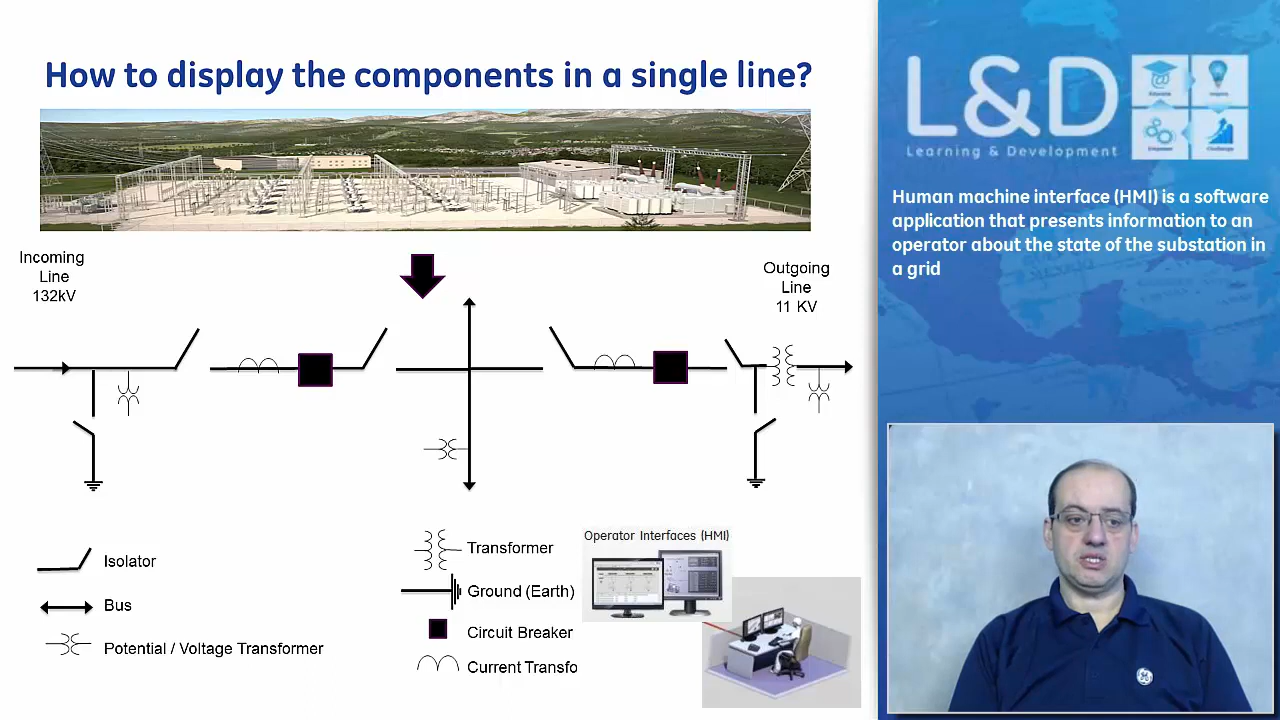 How to display the components in a single line?
Incoming
Line
132kV
Outgoing
Line
11 KV
Isolator
Bus
Potential / Voltage Transformer
Transformer
Ground (Earth)
Circuit Breaker
Current Transfo
Operator Interfaces (HMI)
L&D
Learning & Development
Human machine interface (HMI) is a software
application that presents information to an
operator about the state of the substation in
a grid